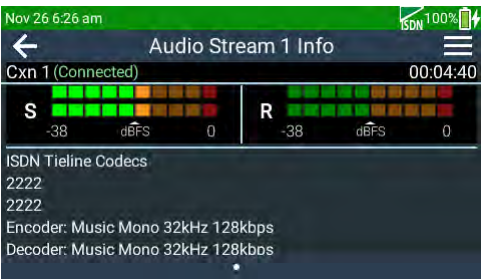 Nov 26 6:26 am ISDN 100%
Audio Stream 1 Info
Cxn 1 (Connected) 00:04:40
S R
-38 dBFS 0 -38 dBFS 0
ISDN Tieline Codecs
2222
2222
Encoder: Music Mono 32kHz 128kbps
Decoder: Music Mono 32kHz 128kbps